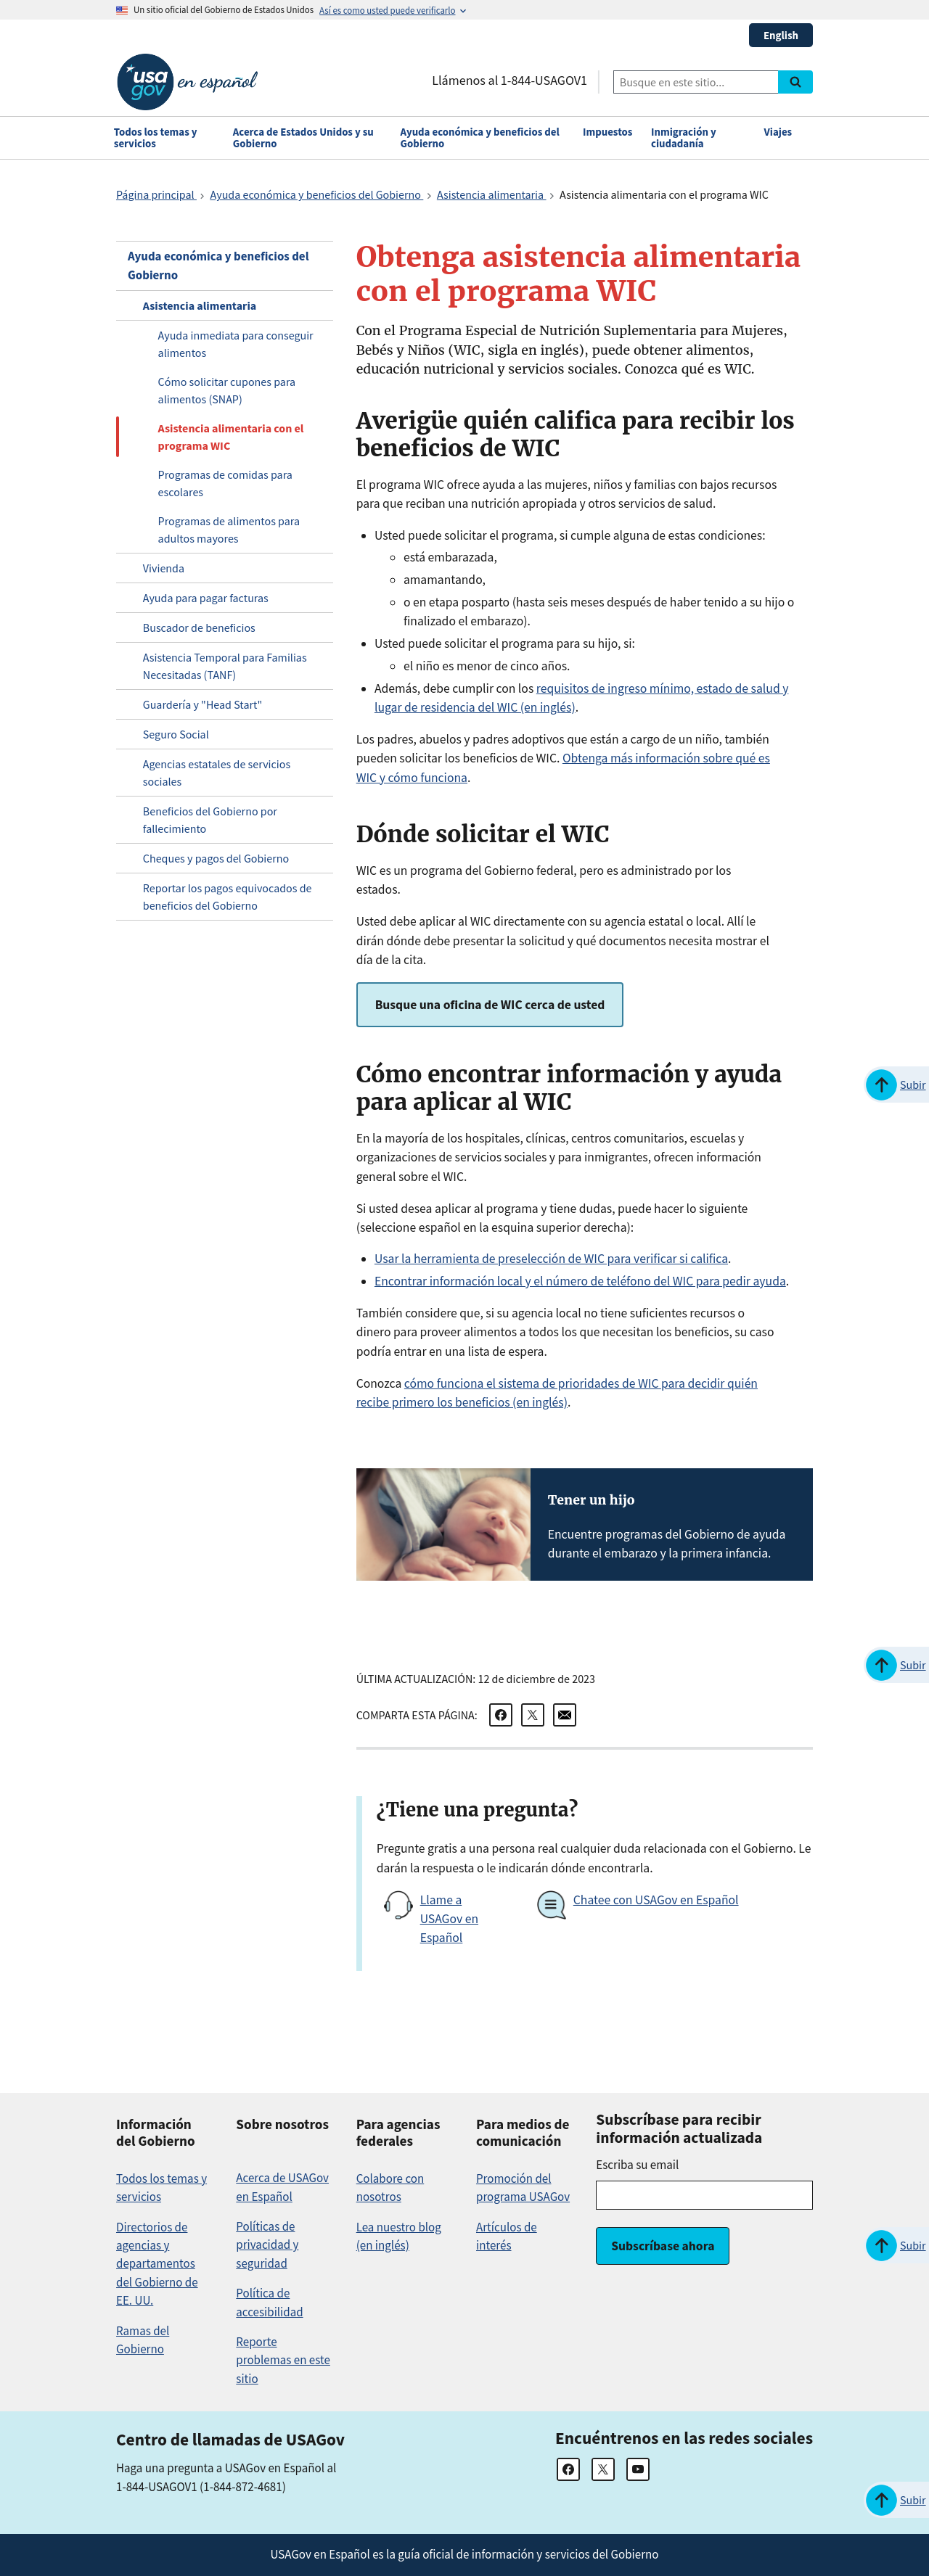 Un sitio oficial del Gobierno de Estados Unidos Así es como usted puede verificarlo
English
usa
gov
en español
Llámenos al 1-844-USAGOV1
Busque en este sitio...
Todos los temas y
servicios
Acerca de Estados Unidos y su
Gobierno
Ayuda económica y beneficios del
Gobierno
Impuestos
Inmigración y
ciudadanía
Viajes
Página principal
Ayuda económica y beneficios del Gobierno
Asistencia alimentaria
Asistencia alimentaria con el programa WIC
Ayuda económica y beneficios del
Gobierno
Asistencia alimentaria
Ayuda inmediata para conseguir
alimentos
Cómo solicitar cupones para
alimentos (SNAP)
Asistencia alimentaria con el
programa WIC
Programas de comidas para
escolares
Programas de alimentos para
adultos mayores
Vivienda
Ayuda para pagar facturas
Buscador de beneficios
Asistencia Temporal para Familias
Necesitadas (TANF)
Guardería y "Head Start"
Seguro Social
Agencias estatales de servicios
sociales
Beneficios del Gobierno por
fallecimiento
Cheques y pagos del Gobierno
Reportar los pagos equivocados de
beneficios del Gobierno
Obtenga asistencia alimentaria
con el programa WIC
Con el Programa Especial de Nutrición Suplementaria para Mujeres,
Bebés y Niños (WIC, sigla en inglés), puede obtener alimentos,
educación nutricional y servicios sociales. Conozca qué es WIC.
Averigüe quién califica para recibir los
beneficios de WIC
El programa WIC ofrece ayuda a las mujeres, niños y familias con bajos recursos
para que reciban una nutrición apropiada y otros servicios de salud.
Usted puede solicitar el programa, si cumple alguna de estas condiciones:
está embarazada,
amamantando,
o en etapa posparto (hasta seis meses después de haber tenido a su hijo o
finalizado el embarazo).
Usted puede solicitar el programa para su hijo, si:
el niño es menor de cinco años.
Además, debe cumplir con los requisitos de ingreso mínimo, estado de salud y
lugar de residencia del WIC (en inglés).
Los padres, abuelos y padres adoptivos que están a cargo de un niño, también
pueden solicitar los beneficios de WIC. Obtenga más información sobre qué es
WIC y cómo funciona.
Dónde solicitar el WIC
WIC es un programa del Gobierno federal, pero es administrado por los
estados.
Usted debe aplicar al WIC directamente con su agencia estatal o local. Allí le
dirán dónde debe presentar la solicitud y qué documentos necesita mostrar el
día de la cita.
Busque una oficina de WIC cerca de usted
Cómo encontrar información y ayuda
para aplicar al WIC
Subir
En la mayoría de los hospitales, clínicas, centros comunitarios, escuelas y
organizaciones de servicios sociales y para inmigrantes, ofrecen información
general sobre el WIC.
Si usted desea aplicar al programa y tiene dudas, puede hacer lo siguiente
(seleccione español en la esquina superior derecha):
Usar la herramienta de preselección de WIC para verificar si califica.
Encontrar información local y el número de teléfono del WIC para pedir ayuda.
También considere que, si su agencia local no tiene suficientes recursos o
dinero para proveer alimentos a todos los que necesitan los beneficios, su caso
podría entrar en una lista de espera.
Conozca cómo funciona el sistema de prioridades de WIC para decidir quién
recibe primero los beneficios (en inglés).
Tener un hijo
Encuentre programas del Gobierno de ayuda
durante el embarazo y la primera infancia.
Subir
ÚLTIMA ACTUALIZACIÓN: 12 de diciembre de 2023
COMPARTA ESTA PÁGINA:
¿Tiene una pregunta?
Pregunte gratis a una persona real cualquier duda relacionada con el Gobierno. Le
darán la respuesta o le indicarán dónde encontrarla.
Llame a
USAGov en
Español
Chatee con USAGov en Español
Información
del Gobierno
Todos los temas y
servicios
Directorios de
agencias y
departamentos
del Gobierno de
EE. UU.
Ramas del
Gobierno
Sobre nosotros
Acerca de USAGov
en Español
Políticas de
privacidad y
seguridad
Política de
accesibilidad
Reporte
problemas en este
sitio
Para agencias
federales
Colabore con
nosotros
Lea nuestro blog
(en inglés)
Para medios de
comunicación
Promoción del
programa USAGov
Artículos de
interés
Suscríbase para recibir
información actualizada
Escriba su email
Suscríbase ahora
Subir
Centro de llamadas de USAGov
Haga una pregunta a USAGov en Español al
1-844-USAGOV1 (1-844-872-4681)
Encuéntrenos en las redes sociales
Subir
USAGov en Español es la guía oficial de información y servicios del Gobierno